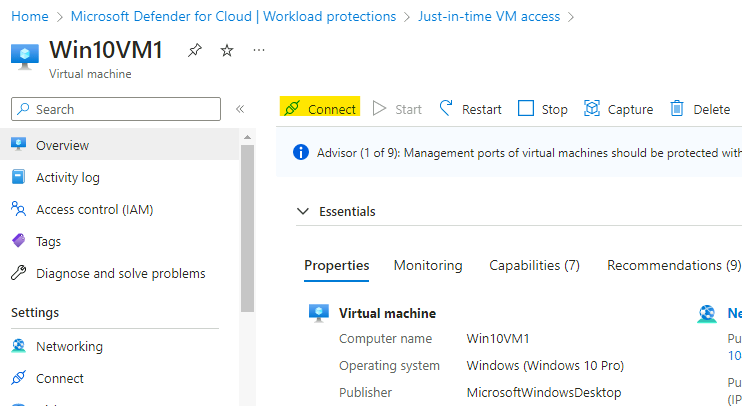 Home > Microsoft Defender for Cloud | Workload protections > Just-in-time VM access >
Win10VM1
Virtual machine
Search
Connect Start Restart Stop Capture Delete
Advisor (1 of 9): Management ports of virtual machines should be protected with
Overview
Activity log
Access control (IAM)
Tags
Diagnose and solve problems
Settings
Networking
Connect
Essentials
Properties Monitoring Capabilities (7) Recommendations (9)
Virtual machine
Computer name Win10VM1
Operating system Windows (Windows 10 Pro)
Publisher MicrosoftWindowsDesktop
Ne
Pu
10
Pu
(IP